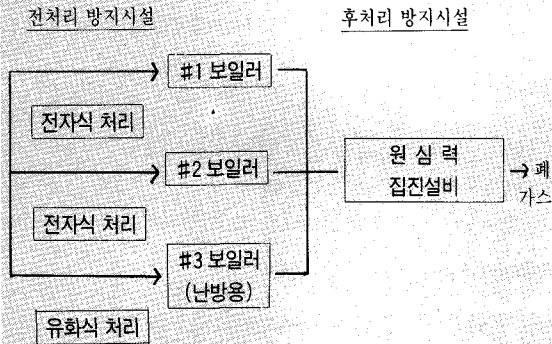 전처리 방지시설
후처리 방지시설
#1 보일러
전자식 처리
#2 보일러
원심력
집진설비
폐
가스
전자식 처리
#3 보일러
(난방용)
유화식 처리